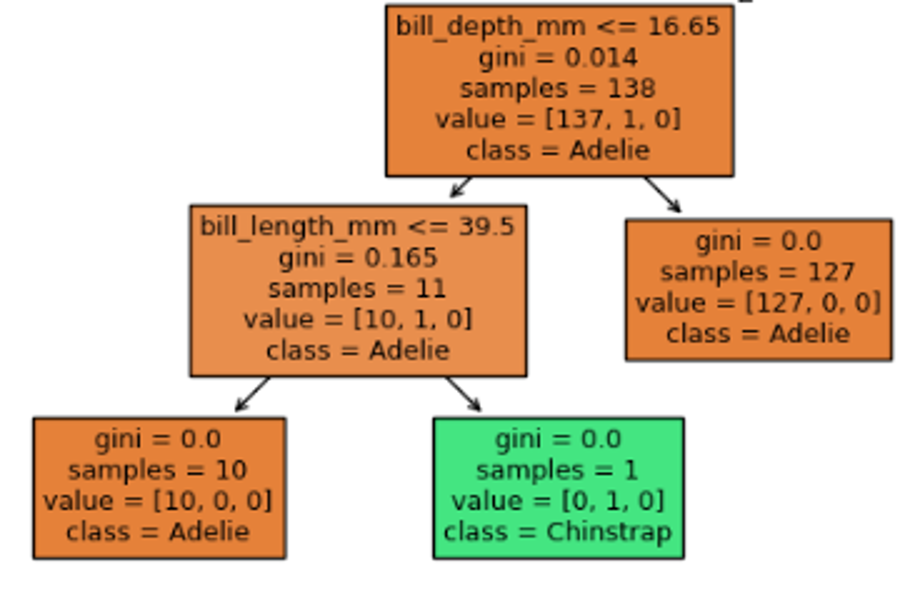 bill_depth_mm <= 16.65
gini = 0.014
samples = 138
value = [137, 1, 0]
class = Adelie
bill_length_mm <= 39.5
gini = 0.165
samples = 11
value = [10, 1, 0]
class = Adelie
gini = 0.0
samples = 127
value = [127, 0, 0]
class = Adelie
gini = 0.0
samples = 10
value = [10, 0, 0]
class = Adelie
gini = 0.0
samples = 1
value = [0, 1, 0]
class = Chinstrap